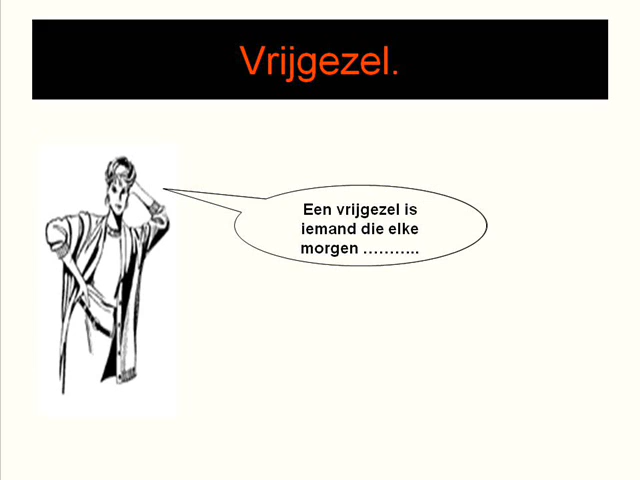 Vrijgezel.
Een vrijgezel is
iemand die elke
morgen ………..